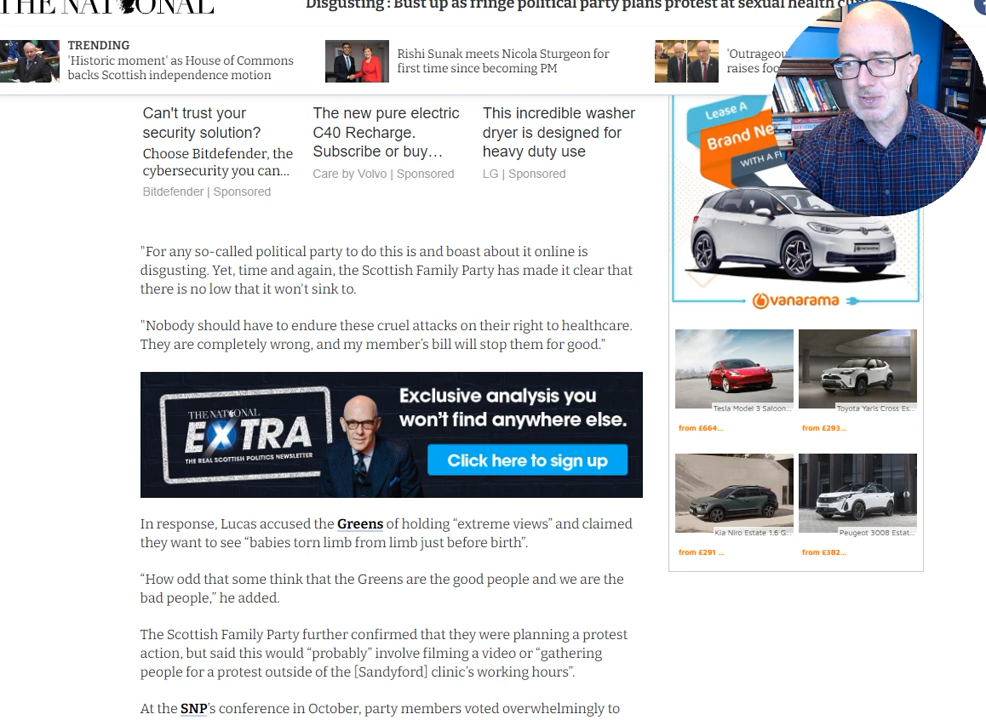 THE NATIONAL
Disgusting': Bust up as fringe political party plans protest at sexual health clinic
TRENDING
'Historic moment' as House of Commons
backs Scottish independence motion
Rishi Sunak meets Nicola Sturgeon for
first time since becoming PM
'Outrageou
raises foo
Can't trust your
security solution?
Choose Bitdefender, the
cybersecurity you can...
Bitdefender | Sponsored
The new pure electric
C40 Recharge.
Subscribe or buy…
Care by Volvo | Sponsored
This incredible washer
dryer is designed for
heavy duty use
LG | Sponsored
Lease A
Brand Ne
WITH A F
vanarama
Tesla Model 3 Saloon...
Toyota Yaris Cross Es...
from £664...
from £293...
Kia Niro Estate 1.6 G...
Peugeot 3008 Estat...
from £291 ...
from £382...
"For any so-called political party to do this is and boast about it online is
disgusting. Yet, time and again, the Scottish Family Party has made it clear that
there is no low that it won't sink to.
"Nobody should have to endure these cruel attacks on their right to healthcare.
They are completely wrong, and my member's bill will stop them for good."
THE NATIONAL
EXTRA
THE REAL SCOTTISH POLITICS NEWSLETTER
Exclusive analysis you
won't find anywhere else.
Click here to sign up
In response, Lucas accused the Greens of holding “extreme views” and claimed
they want to see “babies torn limb from limb just before birth”.
“How odd that some think that the Greens are the good people and we are the
bad people,” he added.
The Scottish Family Party further confirmed that they were planning a protest
action, but said this would “probably” involve filming a video or “gathering
people for a protest outside of the [Sandyford] clinic’s working hours”.
At the SNP’s conference in October, party members voted overwhelmingly to